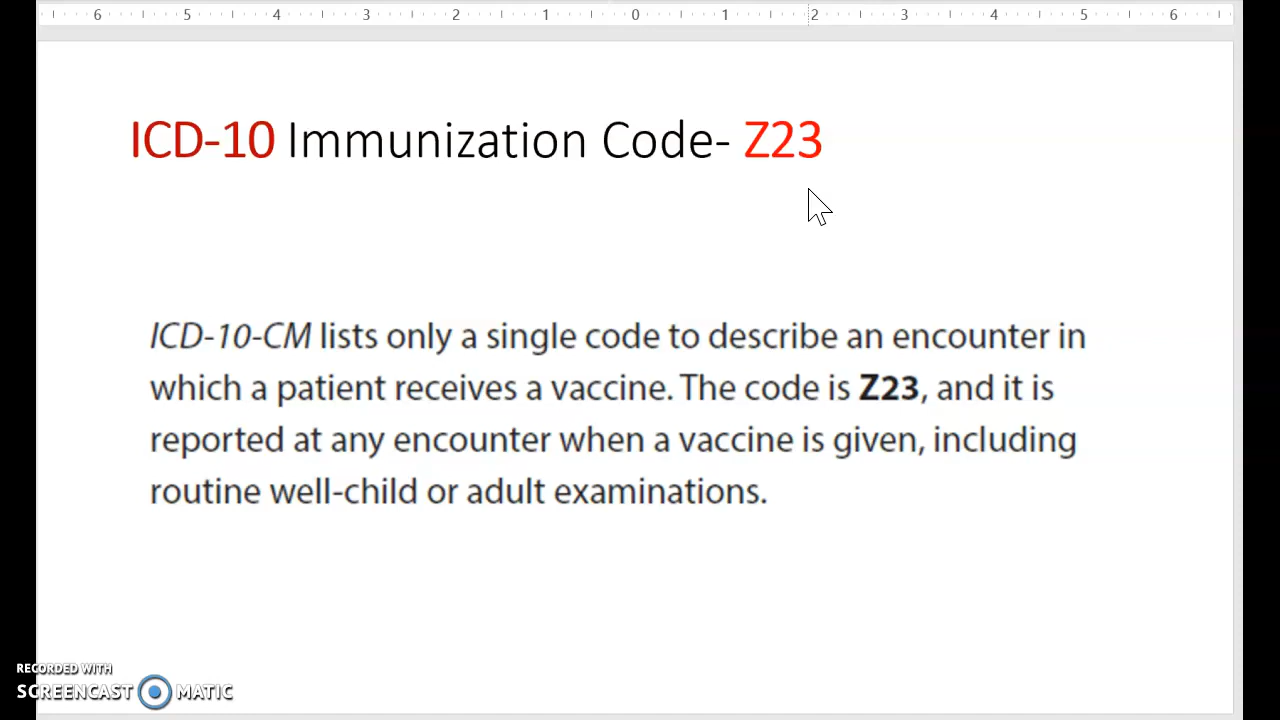 6 5 4 3 2 1 0 1 2 3 4 5 6
ICD-10 Immunization Code- Z23
ICD-10-CM lists only a single code to describe an encounter in
which a patient receives a vaccine. The code is Z23, and it is
reported at any encounter when a vaccine is given, including
routine well-child or adult examinations.
RECORDED WITH
SCREENCAST MATIC